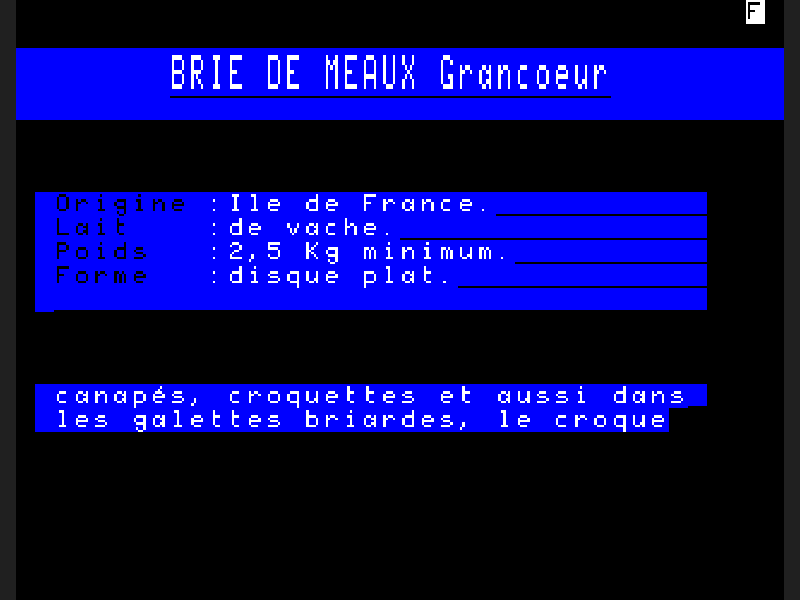 F
BRIE DE MEAUX Grancoeur
Origine :Ile de France.
Lait :de vache.
Poids :2,5 Kg minimum.
Forme :disque plat.
canapés, croquettes et aussi dans
les galettes briardes, le croque